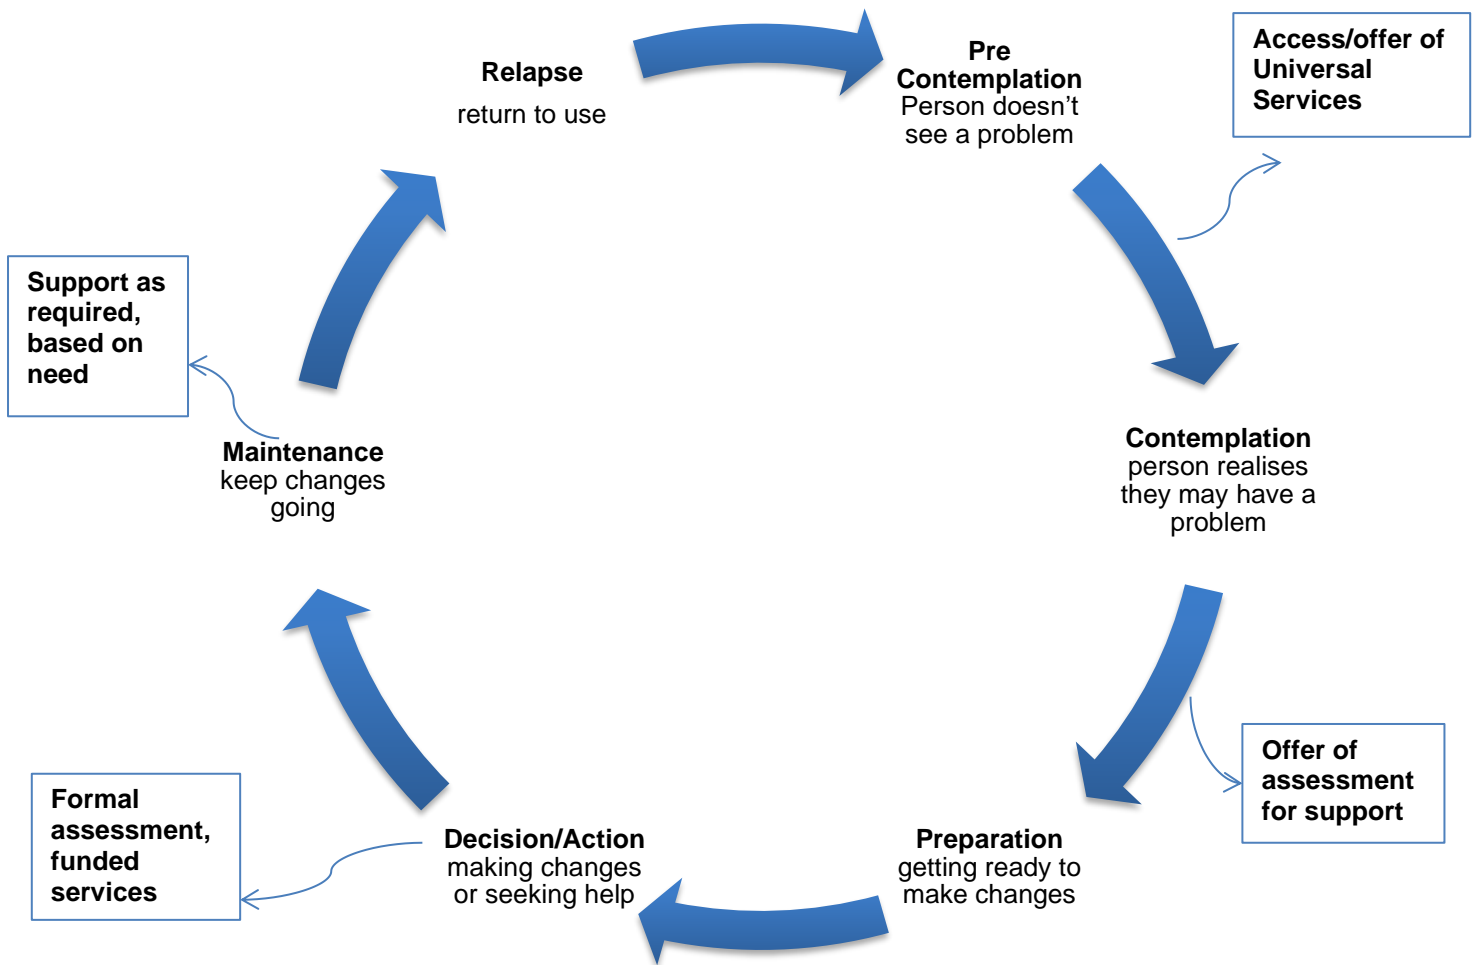 Relapse
return to use
Pre
Contemplation
Person doesn’t
see a problem
Access/offer of
Universal
Services
Contemplation
person realises
they may have a
problem
Offer of
assessment
for support
Preparation
getting ready to
make changes
Decision/Action
making changes
or seeking help
Formal
assessment,
funded
services
Maintenance
keep changes
going
Support as
required,
based on
need